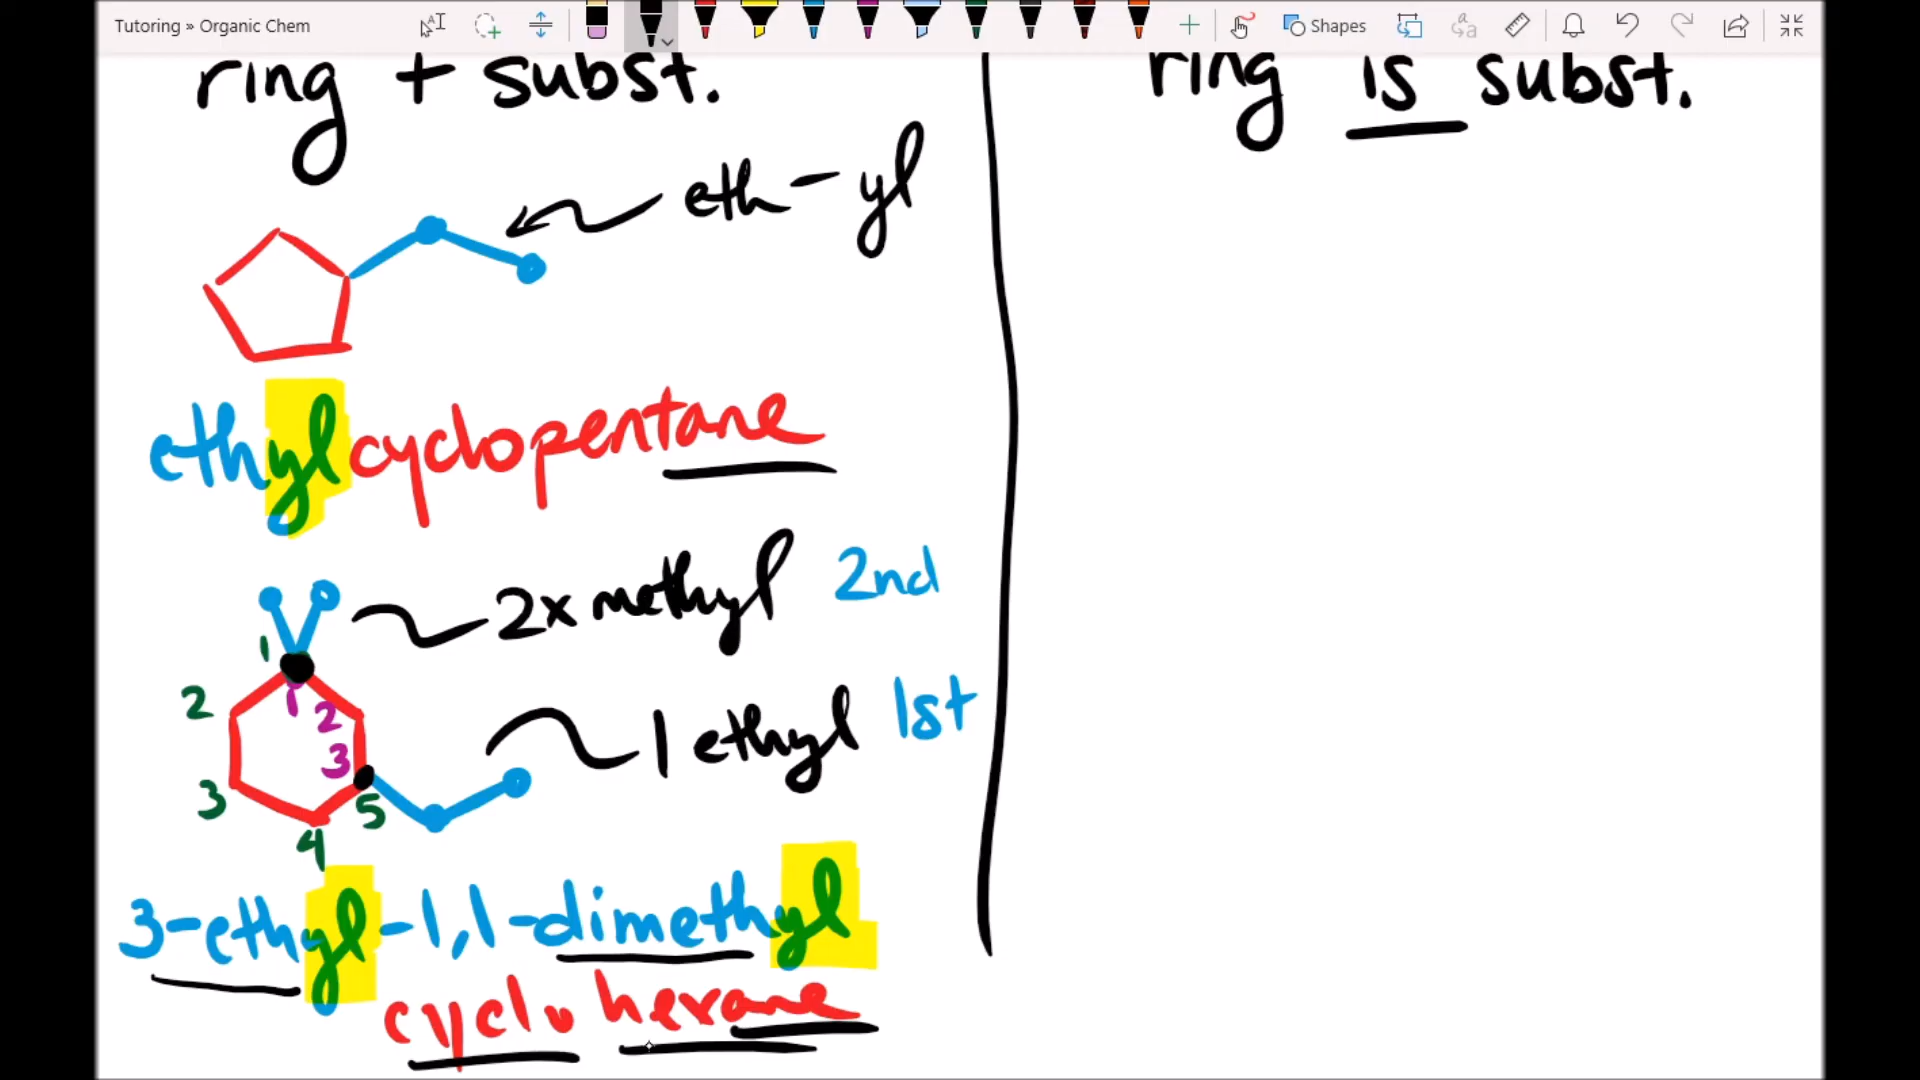 Tutoring » Organic Chem
Shapes
ring + subst.
eth-yl
ethylcyclopentane
2x methyl 2nd
1
2
1
2
3
3
5
4
1 ethyl 1st
3-ethyl-1,1-dimethyl
cyclohexane
ring is subst.